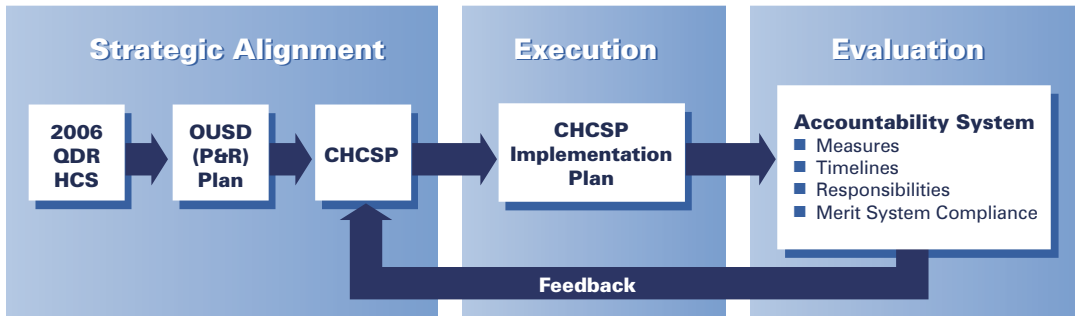 Strategic Alignment
Execution
Evaluation
2006
QDR
HCS
OUSD
(P&R)
Plan
CHCSP
CHCSP
Implementation
Plan
Accountability System
Measures
Timelines
Responsibilities
Merit System Compliance
Feedback